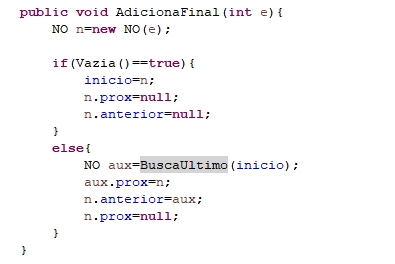 public void AdicionaFinal(int e){
NO n=new NO(e);
if(Vazia()==true){
inicio=n;
n.prox=null;
n.anterior=null;
}
else{
NO aux=BuscaUltimo(inicio);
aux.prox=n;
n.anterior=aux;
n.prox=null;
}
}